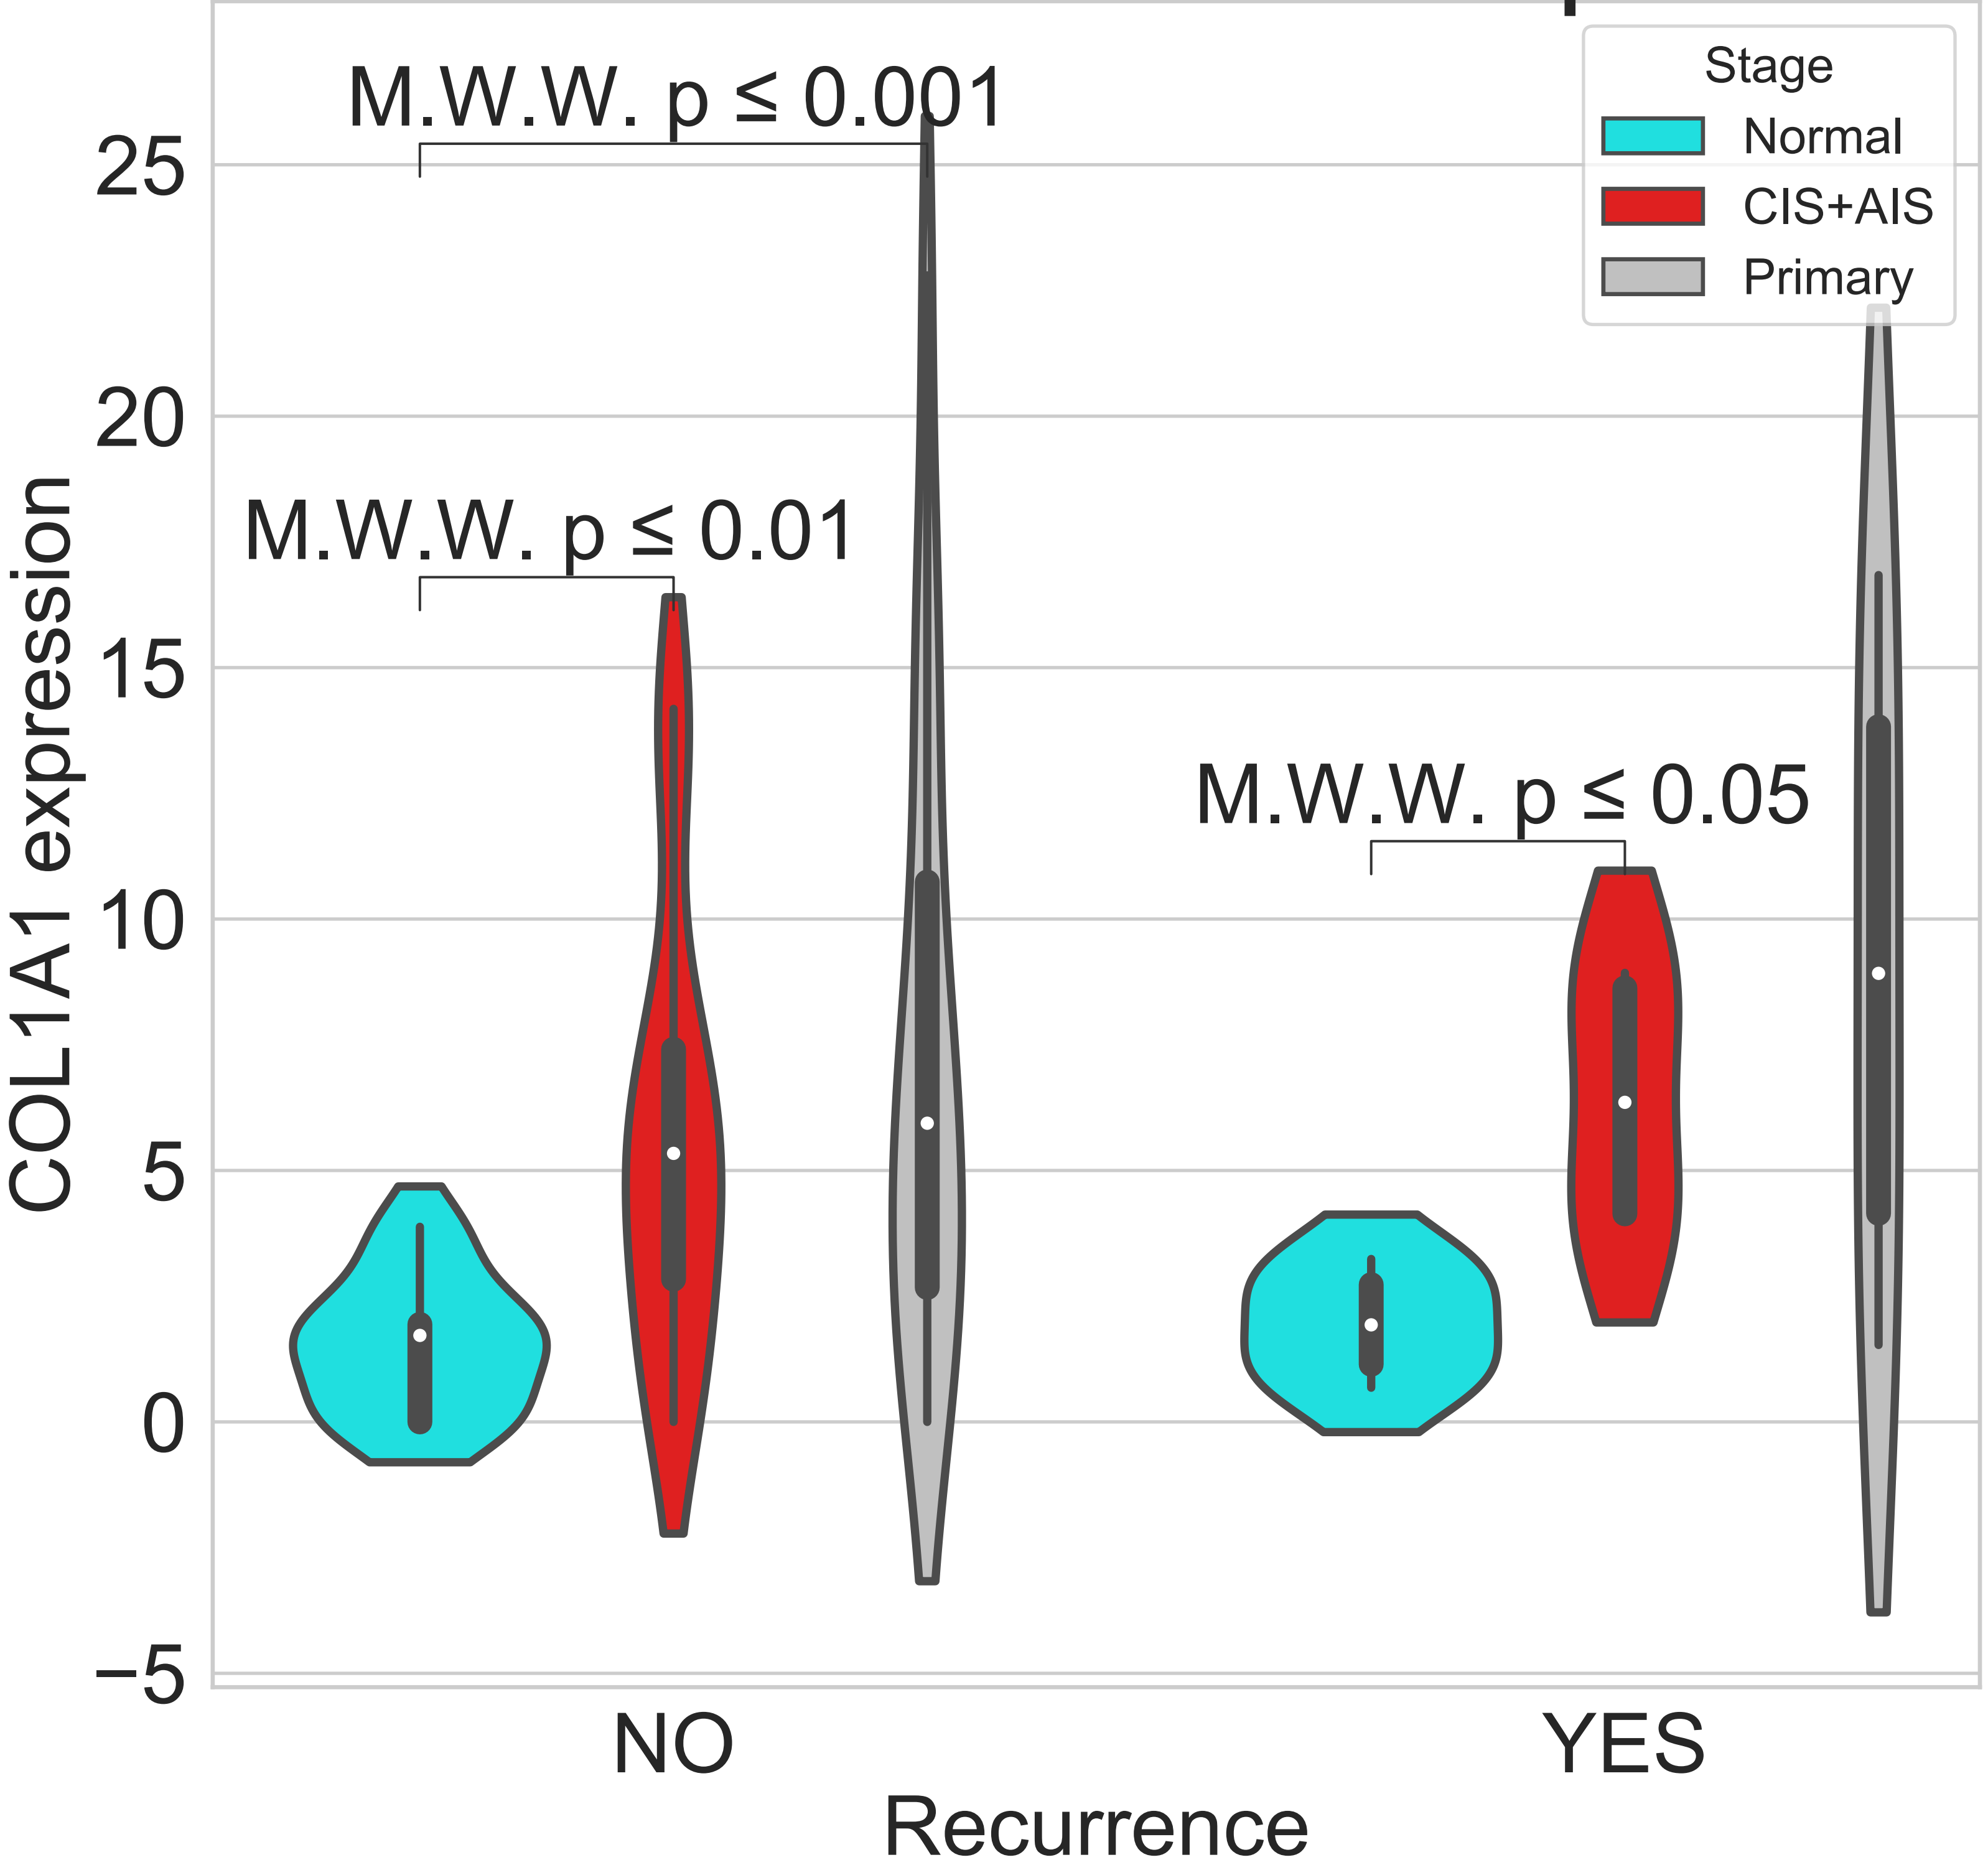 M.W.W. p ≤ 0.001
M.W.W. p ≤ 0.01
M.W.W. p ≤ 0.05
Stage
Normal
CIS+AIS
Primary
COL1A1 expression
25
20
15
10
5
0
−5
NO
YES
Recurrence